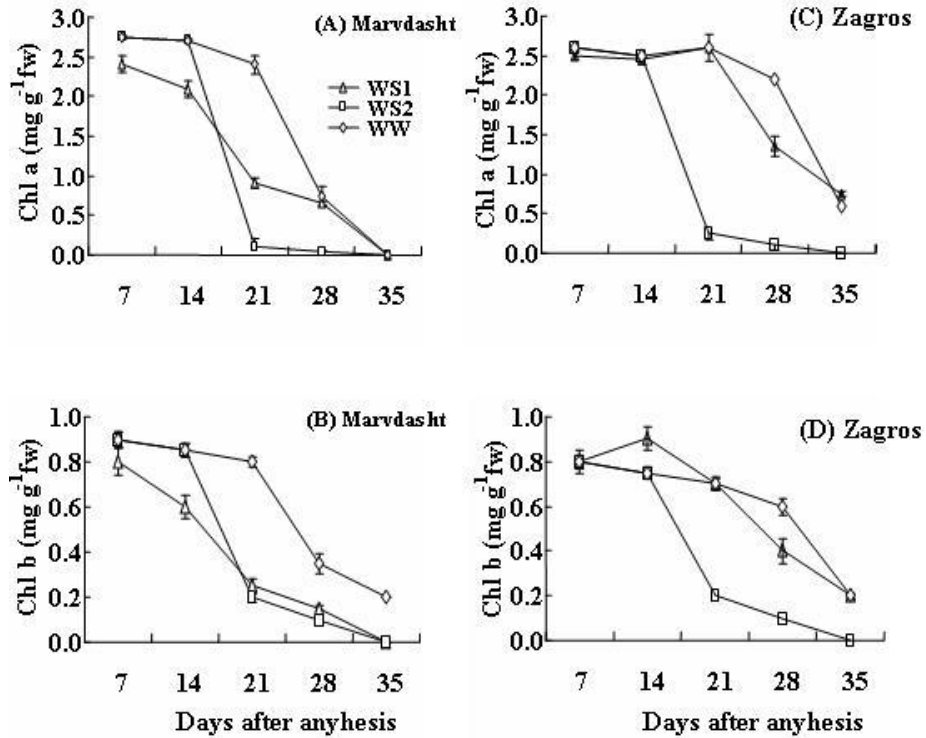 (A) Marvdasht
Chl a (mg g-1fw)
3.0
2.5
2.0
1.5
1.0
0.5
0.0
WS1
WS2
WW
7 14 21 28 35
(C) Zagros
Chl a (mg g-1fw)
3.0
2.5
2.0
1.5
1.0
0.5
0.0
7 14 21 28 35
(B) Marvdasht
Chl b (mg g-1fw)
1.0
0.8
0.6
0.4
0.2
0.0
7 14 21 28 35
Days after anyhesis
(D) Zagros
Chl b (mg g-1fw)
1.0
0.8
0.6
0.4
0.2
0.0
7 14 21 28 35
Days after anyhesis